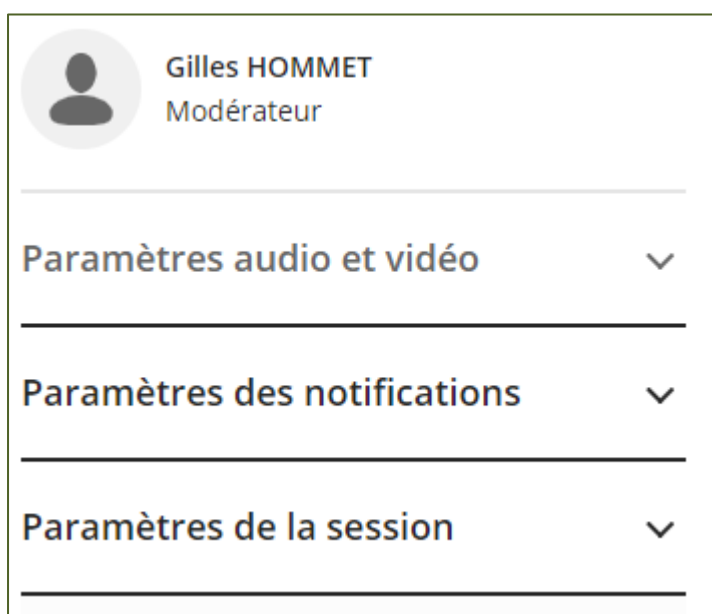 Gilles HOMMET
Modérateur
Paramètres audio et vidéo
Paramètres des notifications
Paramètres de la session